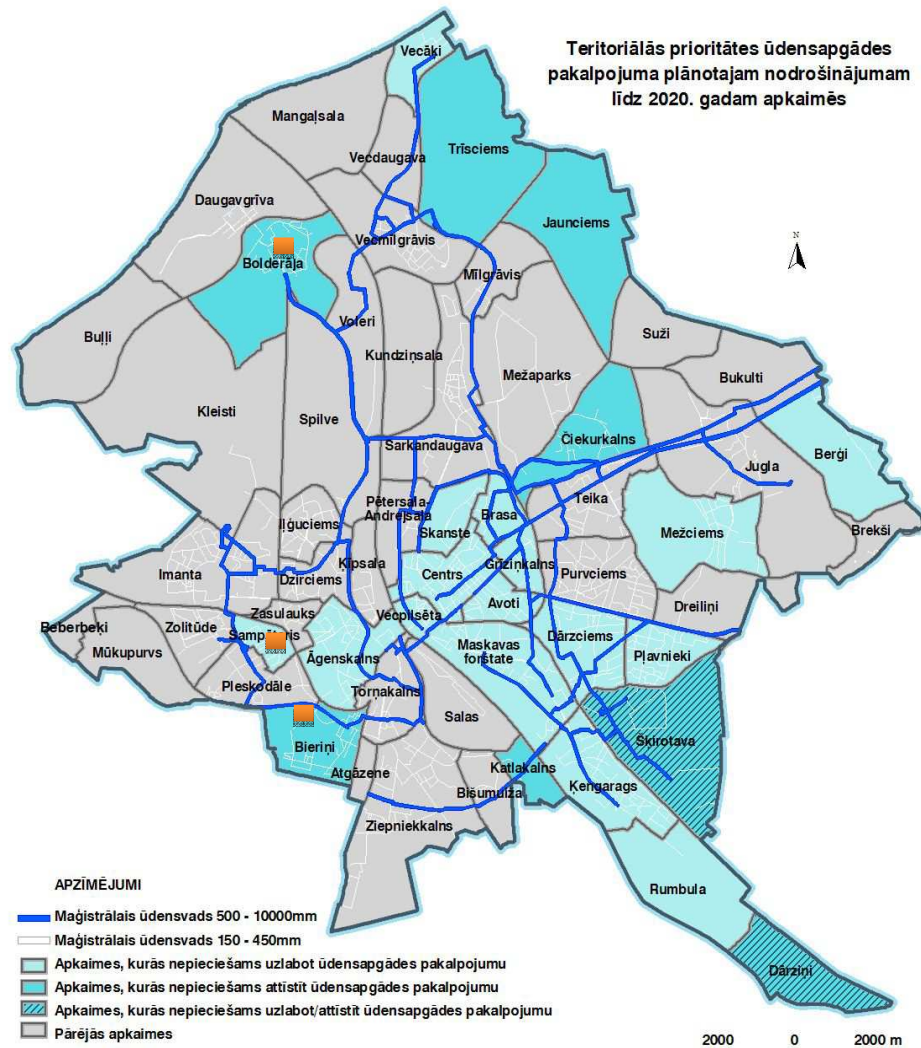 Teritoriālās prioritātes ūdensapgādes
pakalpojuma plānotajam nodrošinājumam
līdz 2020. gadam apkaimēs
Vecāķi
Mangaļsala
Vecdaugava
Trīsciems
Daugavgrīva
Jaunciems
Vecmīlgrāvis
N
Bolderāja
Mīlgrāvis
Voleri
Suži
Buļļi
Kundziņsala
Mežaparks
Bukulti
Kleisti
Spilve
Čiekurkalns
Sarkandaugava
Berģi
Jugla
Pētersala-
Andrejsala
Teika
Iļģuciems
Brasa
Skanste
Mežciems
Brekši
Ķīpsala
Grīziņkalns
Imanta
Centrs
Purvciems
Dzirciems
Avoti
Dreiliņi
Zasulauks
Vecpilsēta
Beberbeķi
Zolitūde
Dārzciems
Mūkupurvs
Āgenskalns
Maskavas
forštate
Pļavnieki
Pleskodāle
Torņakalns
Salas
Šķirotava
Bieriņi
Atgāzene
Katlakalns
Ķengarags
Bišumuiža
Ziepniekkalns
Rumbula
Dārziņi
APZĪMĒJUMI
Maģistrālais ūdensvads 500 - 10000mm
Maģistrālais ūdensvads 150 - 450mm
Apkaimes, kurās nepieciešams uzlabot ūdensapgādes pakalpojumu
Apkaimes, kurās nepieciešams attīstīt ūdensapgādes pakalpojumu
Apkaimes, kurās nepieciešams uzlabot/attīstīt ūdensapgādes pakalpojumu
Pārējās apkaimes
2000 0 2000 m